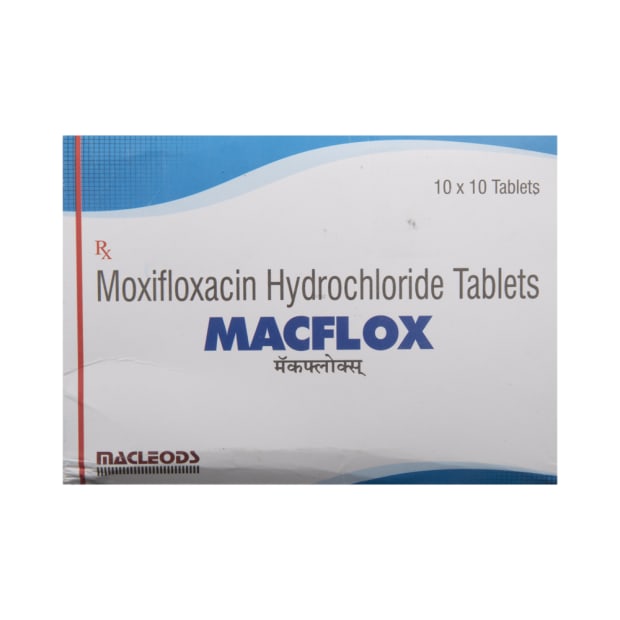 10 x 10 Tablets
Rx
Moxifloxacin Hydrochloride Tablets
MACFLOX
मॅकफ्लोक्स्
MACLEODS